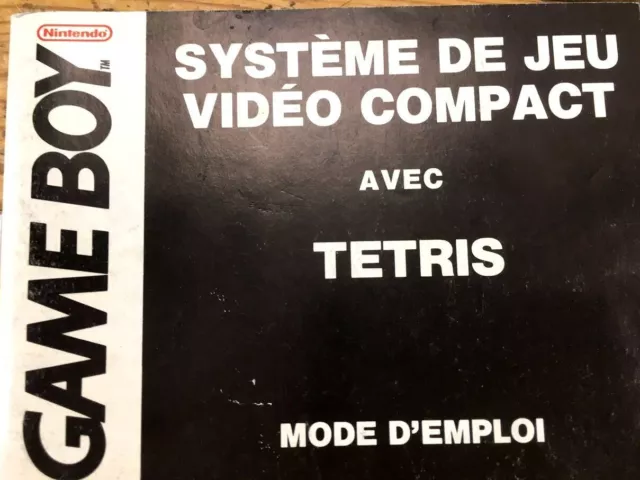 Nintendo
GAME BOY™
SYSTÈME DE JEU
VIDÉO COMPACT
AVEC
TETRIS
MODE D'EMPLOI